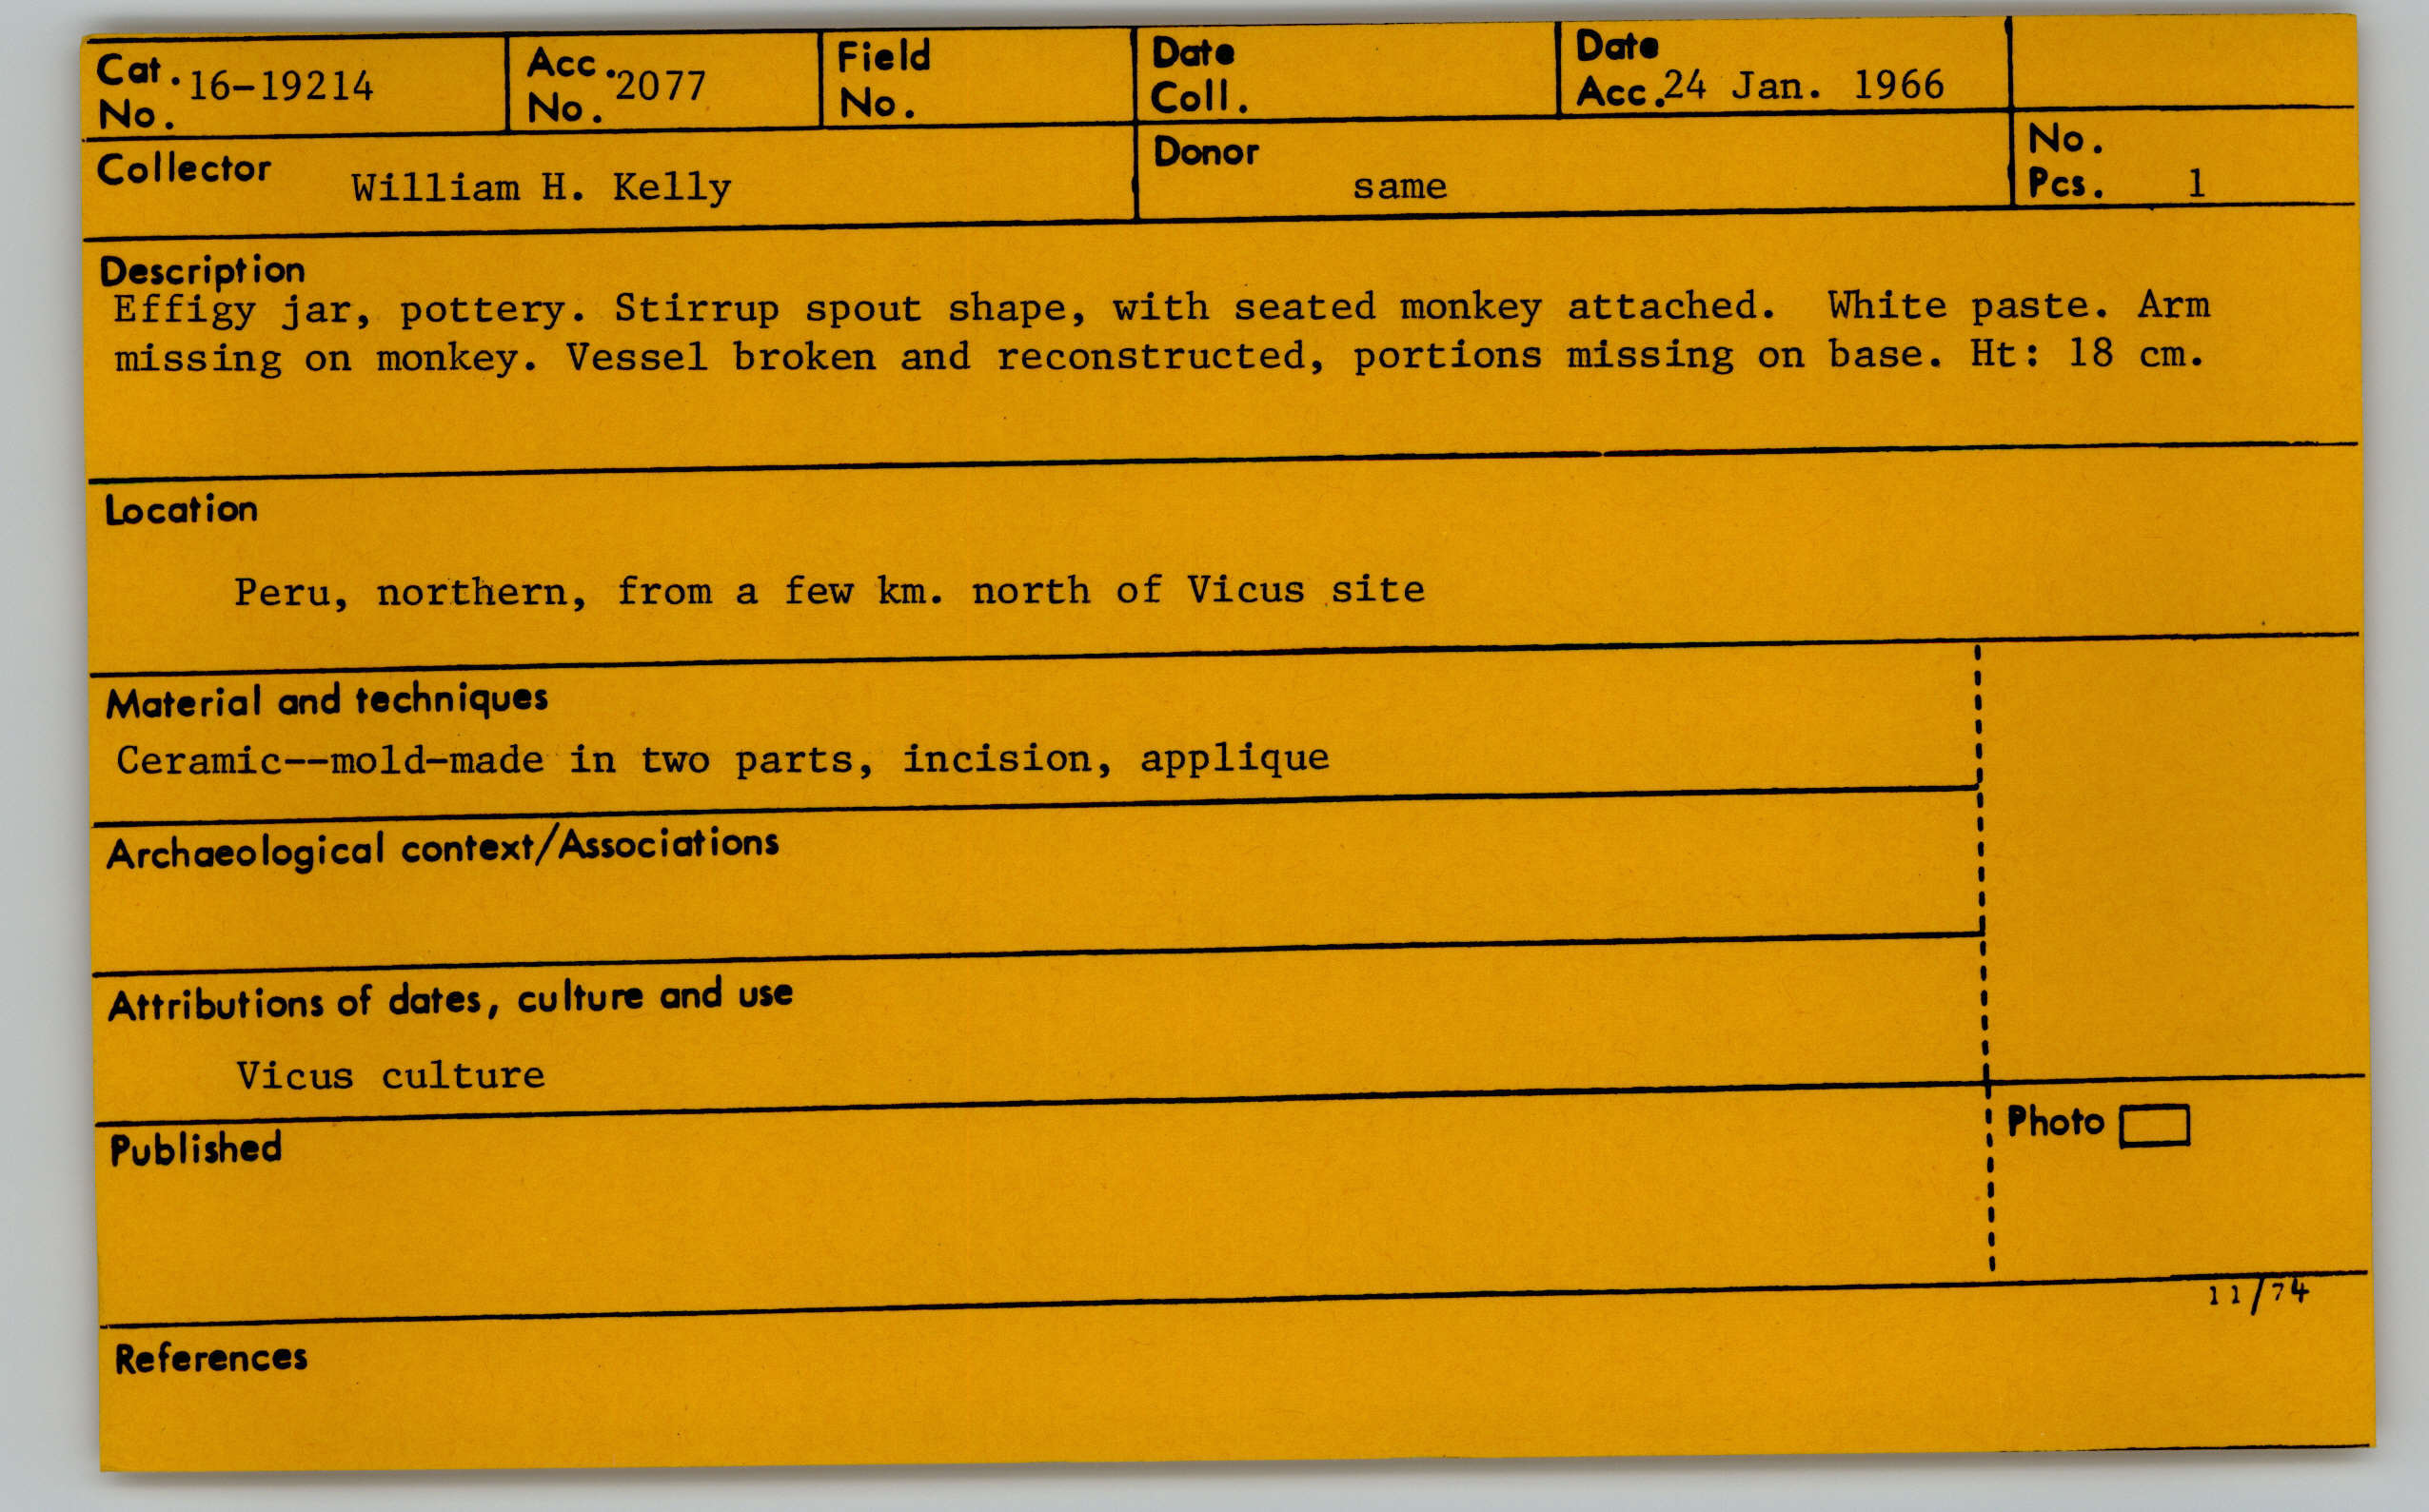 Cat. No. 16-19214 Acc. No. 2077 Field No. Date Coll. Date Acc. 24 Jan. 1966
Collector William H. Kelly Donor same No. Pcs. 1
Description
Effigy jar, pottery. Stirrup spout shape, with seated monkey attached. White paste. Arm
missing on monkey. Vessel broken and reconstructed, portions missing on base. Ht: 18 cm.
Location
Peru, northern, from a few km. north of Vicus site
Material and techniques
Ceramic--mold-made in two parts, incision, applique
Archaeological context/Associations
Attributions of dates, culture and use
Vicus culture
Published Photo
11/74
References